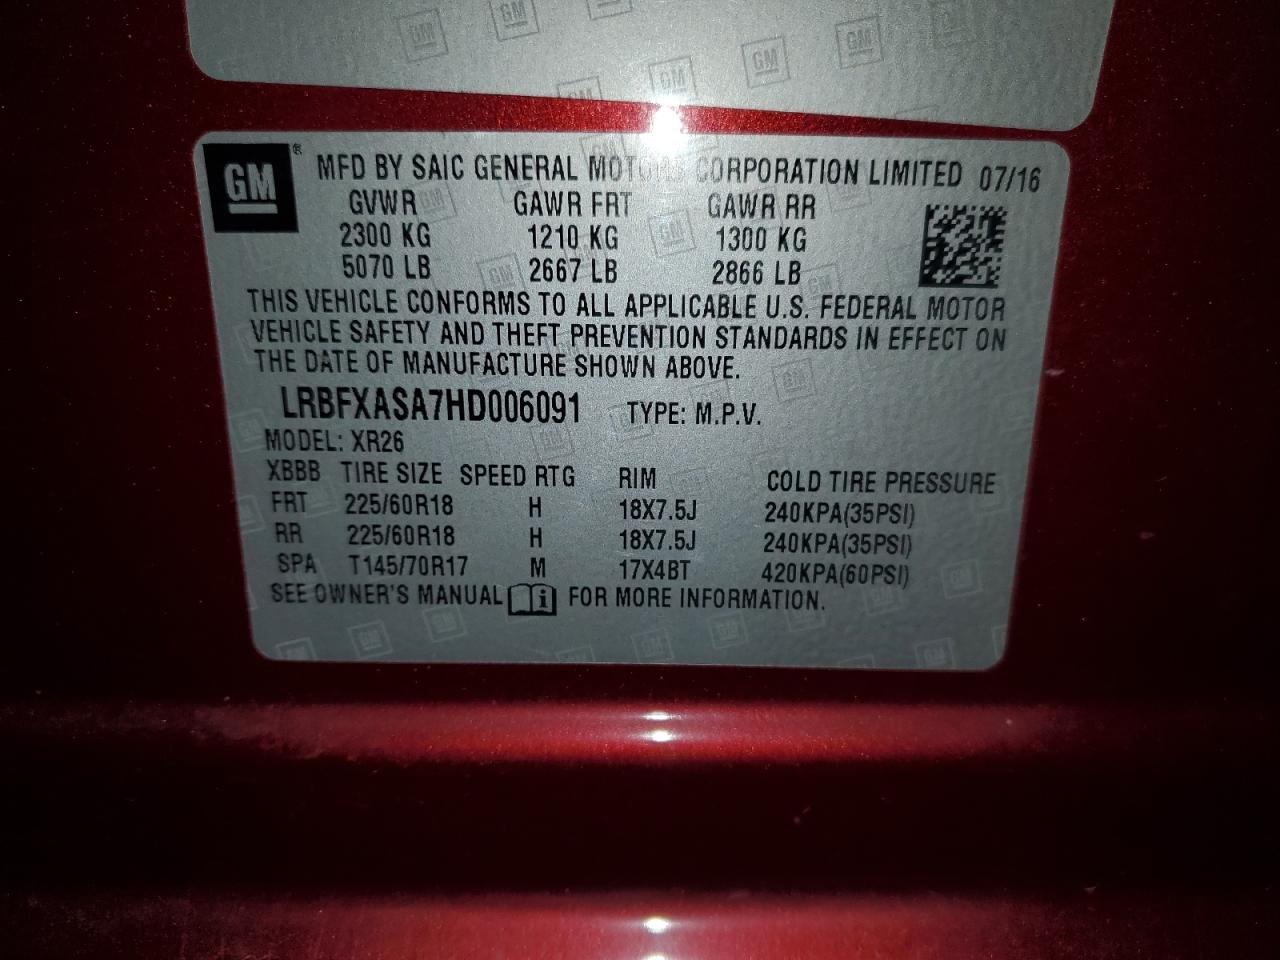 GM® MFD BY SAIC GENERAL MOTORS CORPORATION LIMITED 07/16
GVWR GAWR FRT GAWR RR
2300 KG 1210 KG 1300 KG
5070 LB 2667 LB 2866 LB
THIS VEHICLE CONFORMS TO ALL APPLICABLE U.S. FEDERAL MOTOR
VEHICLE SAFETY AND THEFT PREVENTION STANDARDS IN EFFECT ON
THE DATE OF MANUFACTURE SHOWN ABOVE.
LRBFXASA7HD006091 TYPE: M.P.V.
MODEL: XR26
XBBB TIRE SIZE SPEED RTG RIM COLD TIRE PRESSURE
FRT 225/60R18 H 18X7.5J 240KPA(35PSI)
RR 225/60R18 H 18X7.5J 240KPA(35PSI)
SPA T145/70R17 M 17X4BT 420KPA(60PSI)
SEE OWNER'S MANUAL i FOR MORE INFORMATION.